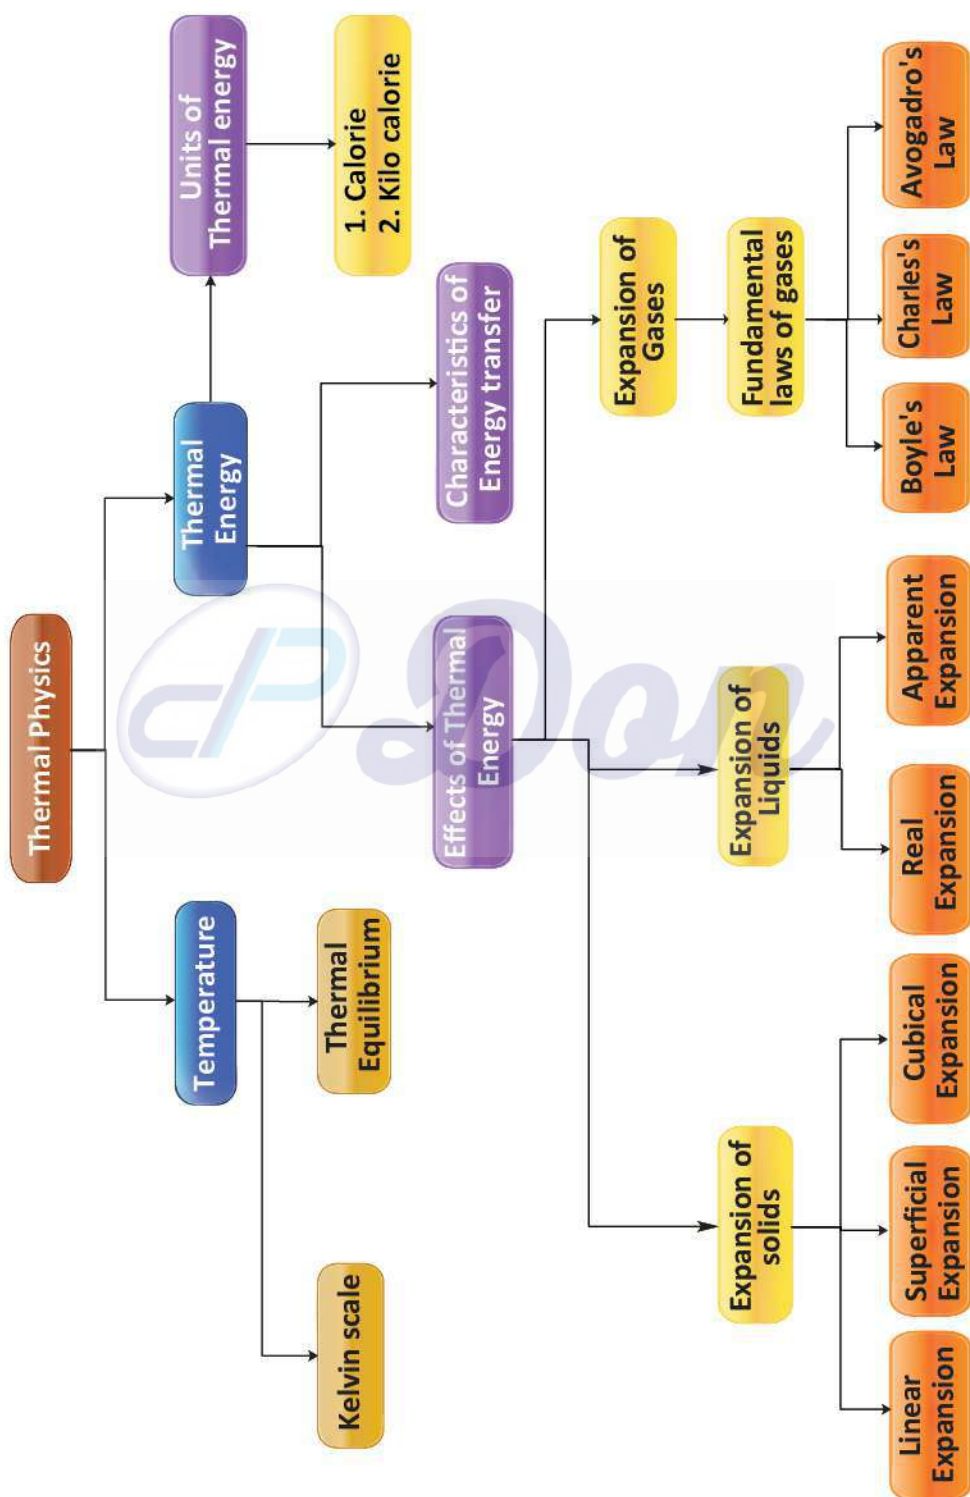 Thermal Physics
Temperature
Thermal
Energy
Units of
Thermal energy
Kelvin scale
Thermal
Equilibrium
1. Calorie
2. Kilo calorie
Effects of Thermal
Energy
Characteristics of
Energy transfer
Expansion of
solids
Expansion of
Liquids
Expansion of
Gases
Fundamental
laws of gases
Linear
Expansion
Superficial
Expansion
Cubical
Expansion
Real
Expansion
Apparent
Expansion
Boyle's
Law
Charles's
Law
Avogadro's
Law
Don